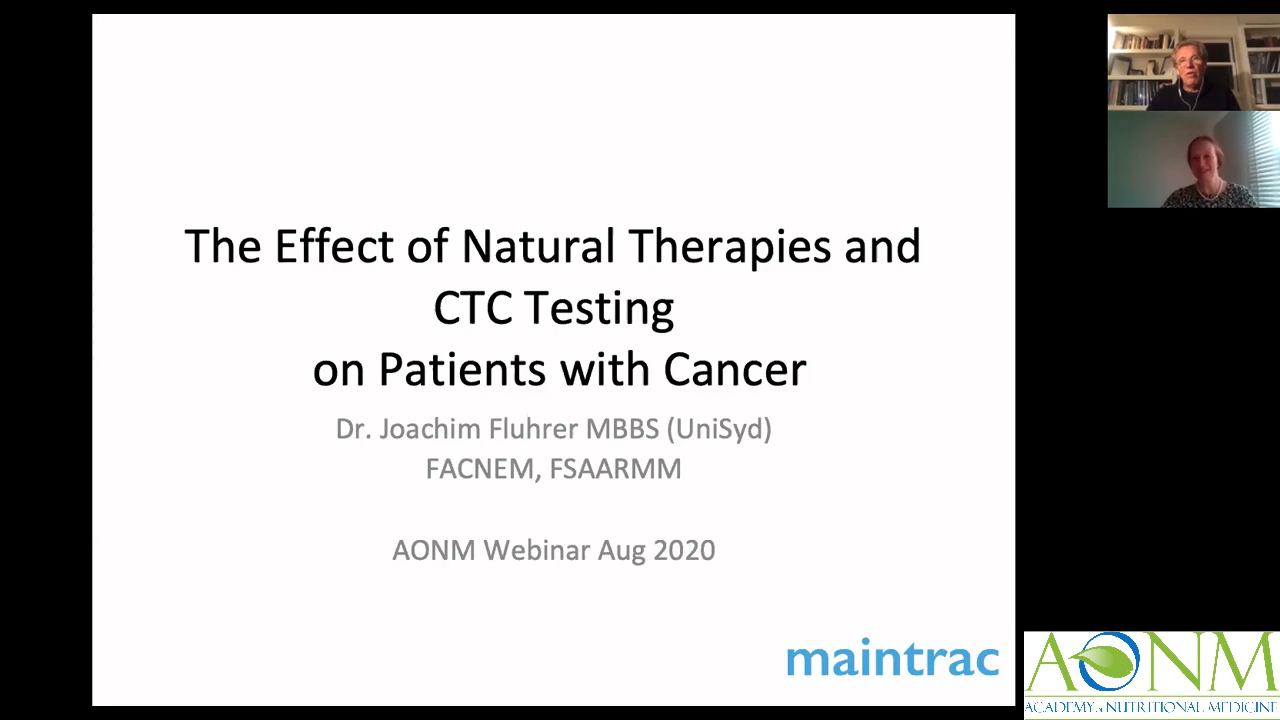 The Effect of Natural Therapies and
CTC Testing
on Patients with Cancer
Dr. Joachim Fluhrer MBBS (UniSyd)
FACNEM, FSAARMM
AONM Webinar Aug 2020
maintrac
AONM
ACADEMY of NUTRITIONAL MEDICINE